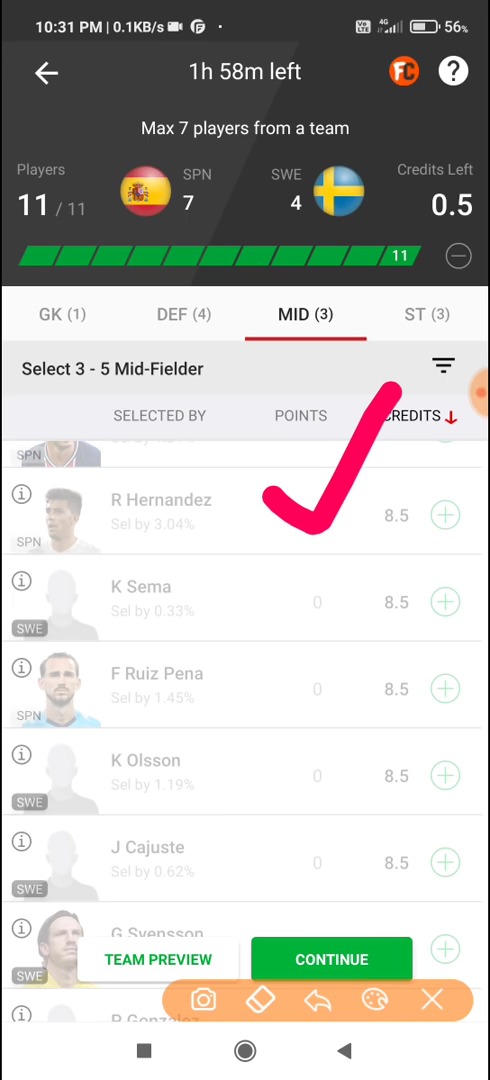 10:31 PM | 0.1KB/s
Vo LTE 4G 56%
1h 58m left
FC ?
Max 7 players from a team
Players
SPN
SWE
Credits Left
11 / 11
7
4
0.5
11
GK (1) DEF (4) MID (3) ST (3)
Select 3 - 5 Mid-Fielder
SELECTED BY POINTS CREDITS
SPN
R Hernandez
Sel by 3.04%
8.5
SPN
K Sema
Sel by 0.33%
0 8.5
SWE
F Ruiz Pena
Sel by 1.45%
0 8.5
SPN
K Olsson
Sel by 1.19%
0 8.5
SWE
J Cajuste
Sel by 0.62%
0 8.5
SWE
G Svensson
SWE
TEAM PREVIEW CONTINUE